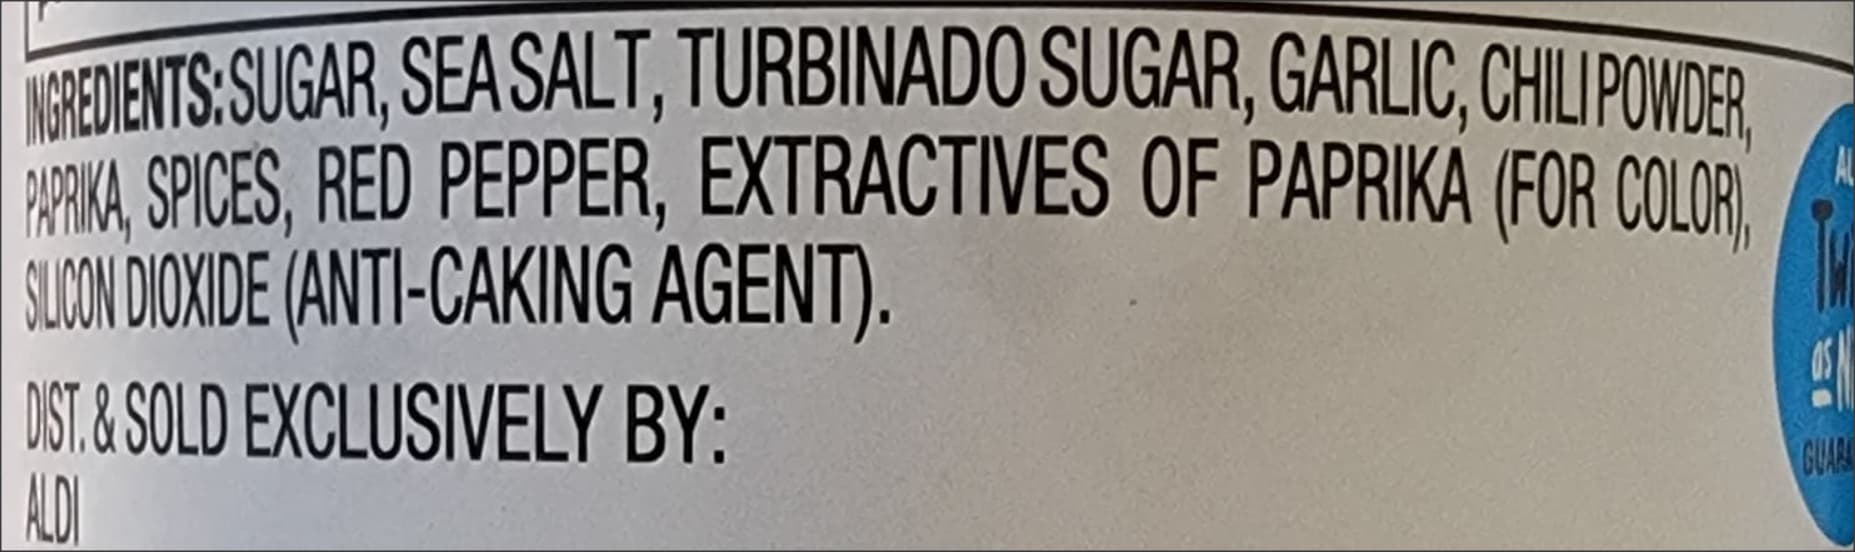 INGREDIENTS: SUGAR, SEA SALT, TURBINADO SUGAR, GARLIC, CHILI POWDER,
PAPRIKA, SPICES, RED PEPPER, EXTRACTIVES OF PAPRIKA (FOR COLOR),
SILICON DIOXIDE (ANTI-CAKING AGENT).
DIST. & SOLD EXCLUSIVELY BY:
ALDI
as